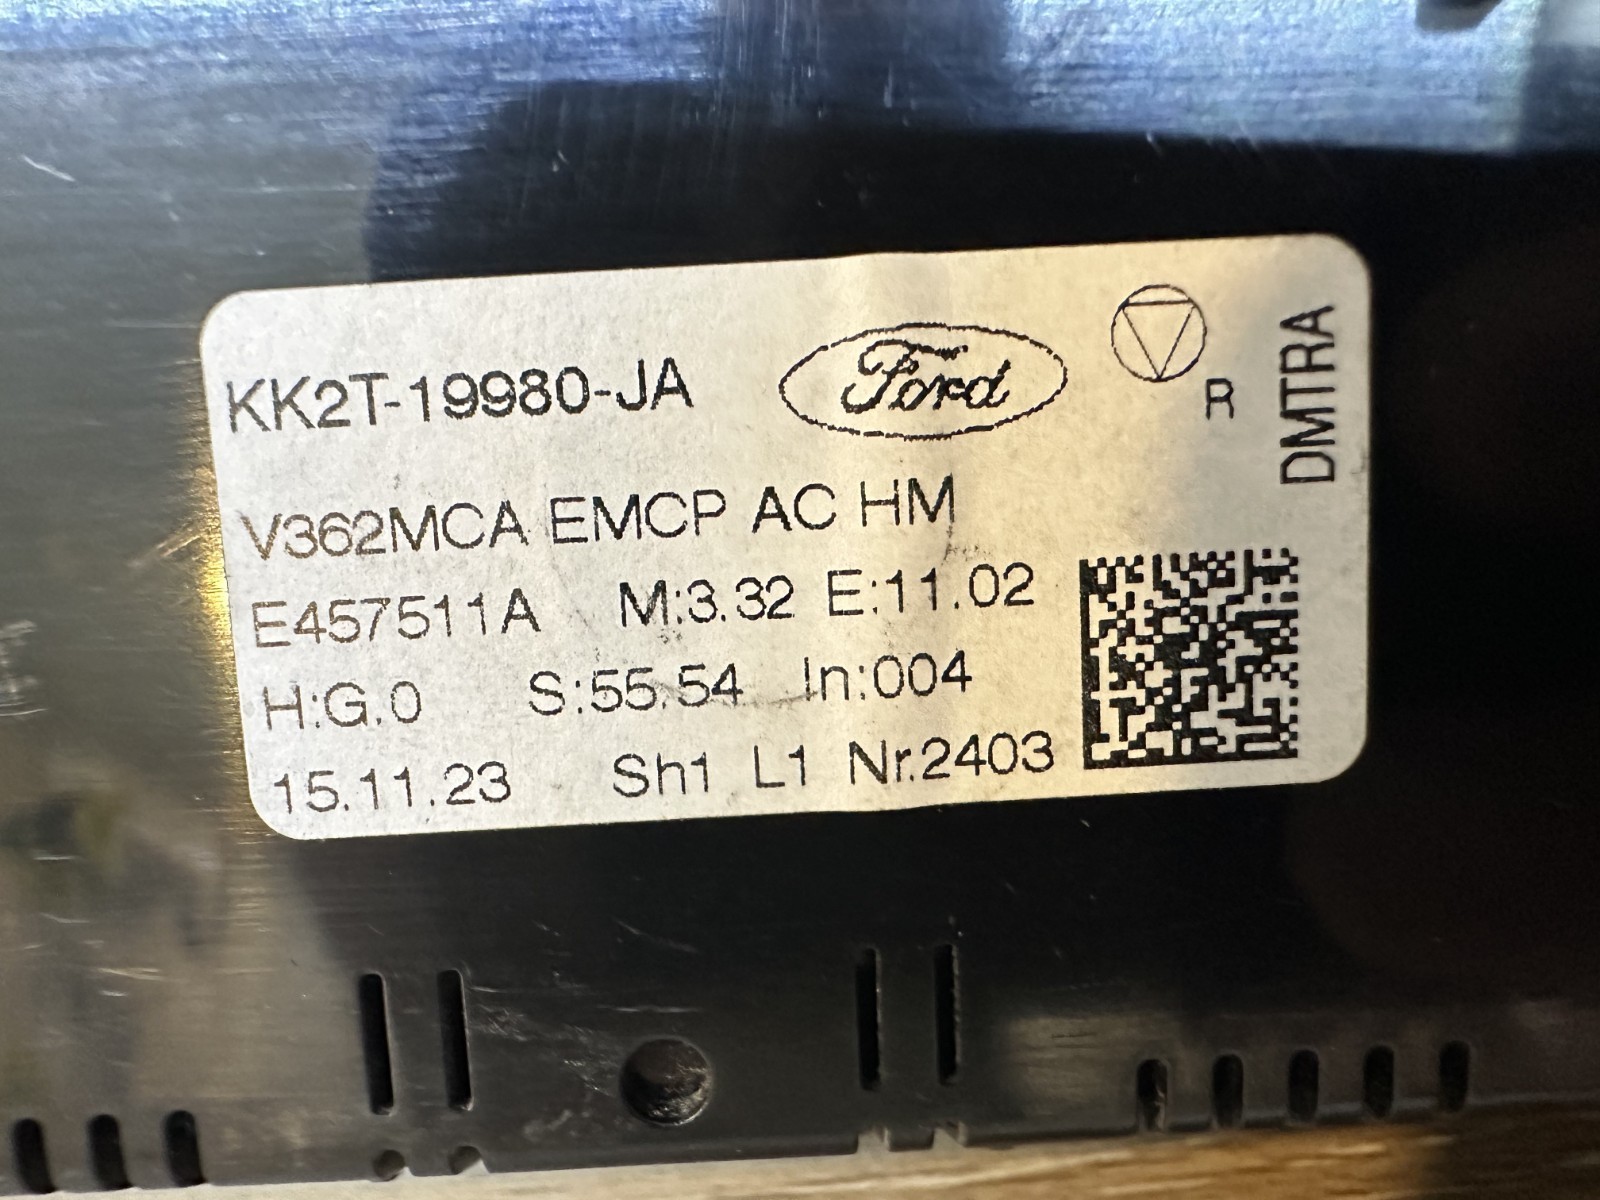 KK2T-19980-JA
Ford
R
DMTRA
V362MCA EMCP AC HM
E457511A M:3.32 E:11.02
H:G.0 S:55.54 In:004
15.11.23 Sh1 L1 Nr.2403